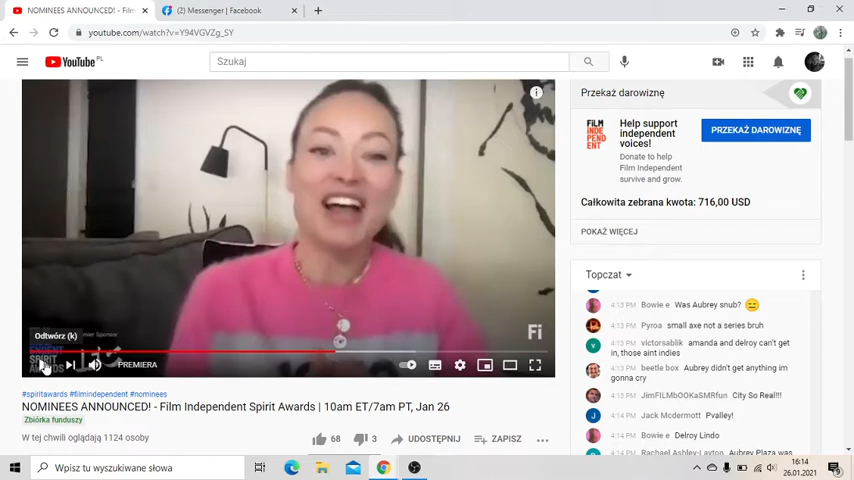 NOMINEES ANNOUNCED! - Film
(2) Messenger | Facebook
youtube.com/watch?v=Y94VGVZg_SY
YouTube PL
Szukaj
Fi
Odtwórz (k)
SPIRIT
PREMIERA
#spiritawards #filmindependent #nominees
NOMINEES ANNOUNCED! - Film Independent Spirit Awards | 10am ET/7am PT, Jan 26
Zbiórka funduszy
W tej chwili oglądają 1124 osoby
68
3
UDOSTĘPNIJ
ZAPISZ
Przekaż darowiznę
FiLM
INDEP
ENDENT
Help support
independent
voices!
Donate to help
Film Independent
survive and grow.
PRZEKAŻ DAROWIZNĘ
Całkowita zebrana kwota: 716,00 USD
POKAŻ WIĘCEJ
Topczat
4:13 PM Bowie e Was Aubrey snub? 😑
4:13 PM Pyroa small axe not a series bruh
4:13 PM victorsablik amanda and delroy can't get
in, those aint indies
4:14 PM Bowie e Aubrey didn't get anything im
gonna cry
4:14 PM JimFILMbOOKaSMRfun City So Real!!!
4:14 PM Jack Mcdermott Pvalley!
4:14 PM Bowie e Delroy Lindo
4:14 PM Rachael Ashley-Layton Aubrey Plaza was
Wpisz tu wyszukiwane słowa
16:14
26.01.2021